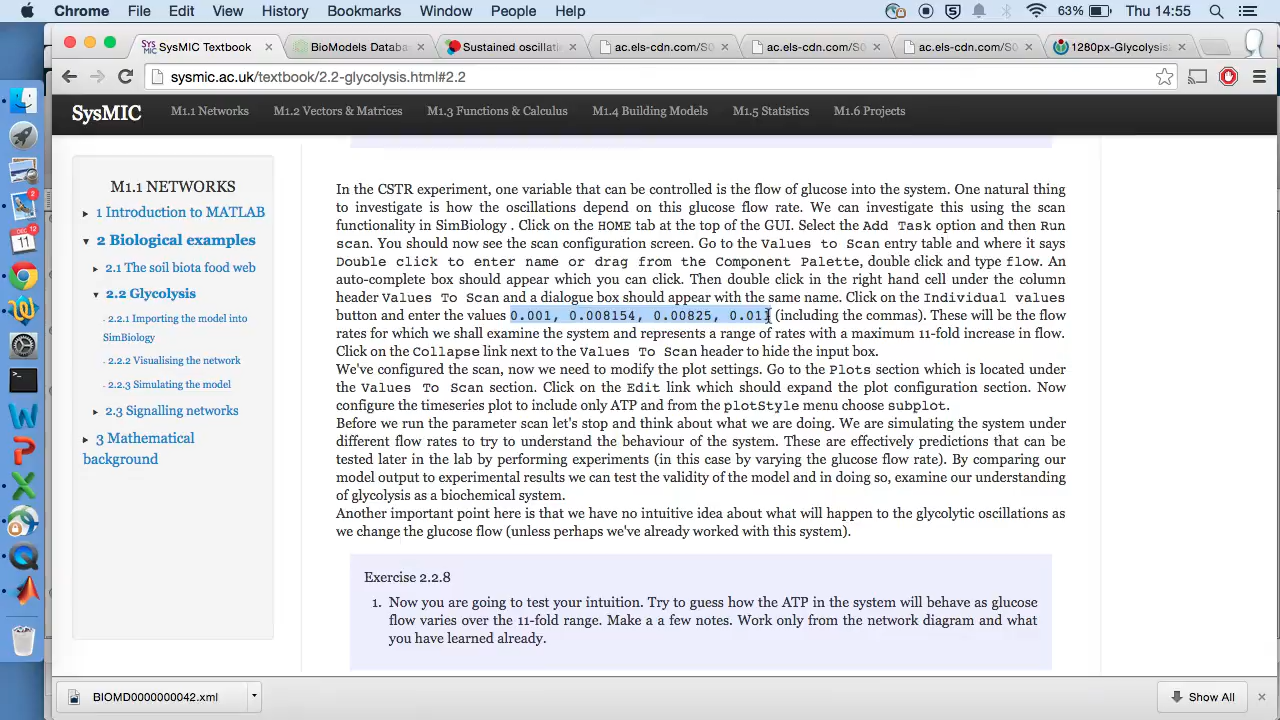 Chrome File Edit View History Bookmarks Window People Help 63% Thu 14:55
SysMIC Textbook
BioModels Databa
Sustained oscillati
ac.els-cdn.com/S0
ac.els-cdn.com/S0
ac.els-cdn.com/S0
1280px-Glycolysis
sysmic.ac.uk/textbook/2.2-glycolysis.html#2.2
SysMIC M1.1 Networks M1.2 Vectors & Matrices M1.3 Functions & Calculus M1.4 Building Models M1.5 Statistics M1.6 Projects
M1.1 NETWORKS
1 Introduction to MATLAB
2 Biological examples
2.1 The soil biota food web
2.2 Glycolysis
2.2.1 Importing the model into
SimBiology
2.2.2 Visualising the network
2.2.3 Simulating the model
2.3 Signalling networks
3 Mathematical
background
In the CSTR experiment, one variable that can be controlled is the flow of glucose into the system. One natural thing
to investigate is how the oscillations depend on this glucose flow rate. We can investigate this using the scan
functionality in SimBiology . Click on the HOME tab at the top of the GUI. Select the Add Task option and then Run
scan. You should now see the scan configuration screen. Go to the Values to Scan entry table and where it says
Double click to enter name or drag from the Component Palette, double click and type flow. An
auto-complete box should appear which you can click. Then double click in the right hand cell under the column
header Values To Scan and a dialogue box should appear with the same name. Click on the Individual values
button and enter the values 0.001, 0.008154, 0.00825, 0.011 (including the commas). These will be the flow
rates for which we shall examine the system and represents a range of rates with a maximum 11-fold increase in flow.
Click on the Collapse link next to the Values To Scan header to hide the input box.
We've configured the scan, now we need to modify the plot settings. Go to the Plots section which is located under
the Values To Scan section. Click on the Edit link which should expand the plot configuration section. Now
configure the timeseries plot to include only ATP and from the plotStyle menu choose subplot.
Before we run the parameter scan let's stop and think about what we are doing. We are simulating the system under
different flow rates to try to understand the behaviour of the system. These are effectively predictions that can be
tested later in the lab by performing experiments (in this case by varying the glucose flow rate). By comparing our
model output to experimental results we can test the validity of the model and in doing so, examine our understanding
of glycolysis as a biochemical system.
Another important point here is that we have no intuitive idea about what will happen to the glycolytic oscillations as
we change the glucose flow (unless perhaps we've already worked with this system).
Exercise 2.2.8
1. Now you are going to test your intuition. Try to guess how the ATP in the system will behave as glucose
flow varies over the 11-fold range. Make a a few notes. Work only from the network diagram and what
you have learned already.
BIOMD0000000042.xml
Show All